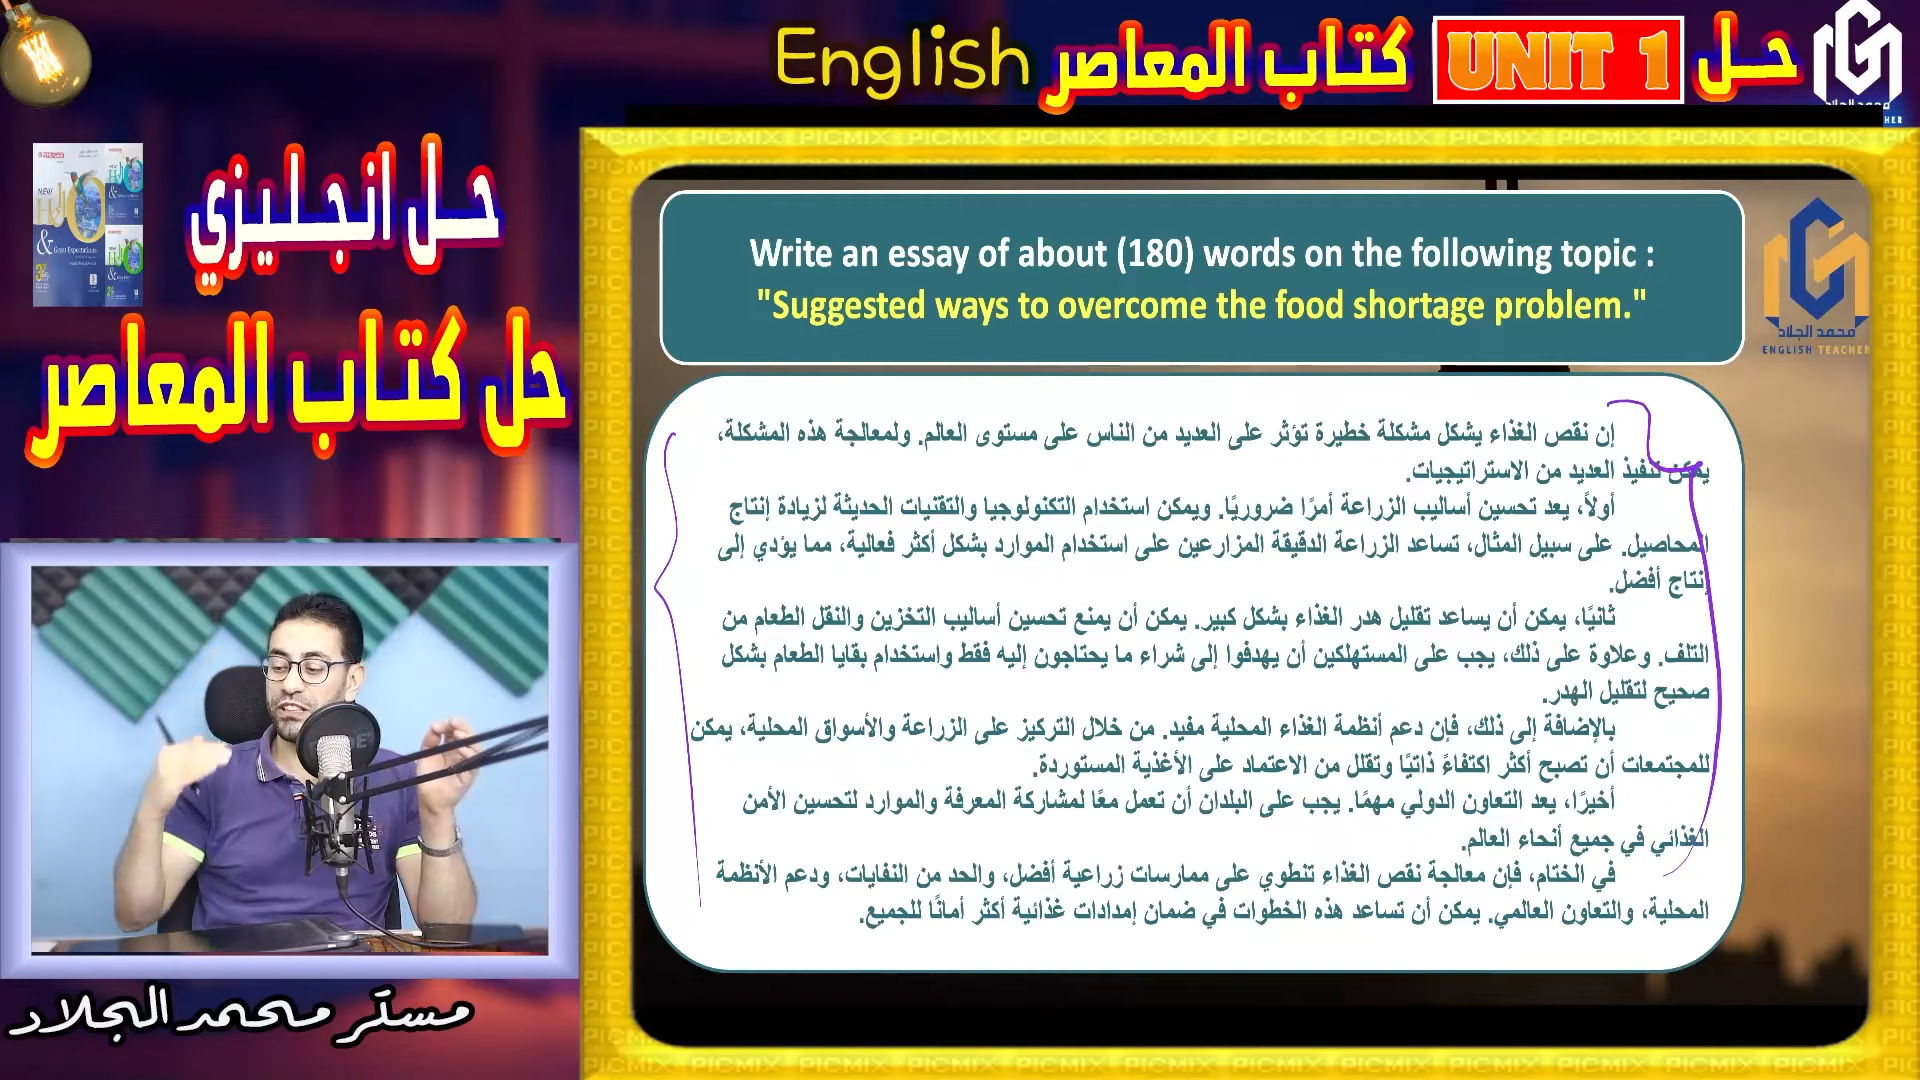 حل UNIT 1 كتاب المعاصر English
حل انجليزي
حل كتاب المعاصر
Write an essay of about (180) words on the following topic :
"Suggested ways to overcome the food shortage problem."
محمد الجلاد
ENGLISH TEACHER
إن نقص الغذاء يشكل مشكلة خطيرة تؤثر على العديد من الناس على مستوى العالم. ولمعالجة هذه المشكلة،
يمكن تنفيذ العديد من الاستراتيجيات.
أولاً، يعد تحسين أساليب الزراعة أمرًا ضروريًا. ويمكن استخدام التكنولوجيا والتقنيات الحديثة لزيادة إنتاج
المحاصيل. على سبيل المثال، تساعد الزراعة الدقيقة المزارعين على استخدام الموارد بشكل أكثر فعالية، مما يؤدي إلى
إنتاج أفضل.
ثانيًا، يمكن أن يساعد تقليل هدر الغذاء بشكل كبير. يمكن أن يمنع تحسين أساليب التخزين والنقل الطعام من
التلف. وعلاوة على ذلك، يجب على المستهلكين أن يهدفوا إلى شراء ما يحتاجون إليه فقط واستخدام بقايا الطعام بشكل
صحيح لتقليل الهدر.
بالإضافة إلى ذلك، فإن دعم أنظمة الغذاء المحلية مفيد. من خلال التركيز على الزراعة والأسواق المحلية، يمكن
للمجتمعات أن تصبح أكثر اكتفاءً ذاتيًا وتقلل من الاعتماد على الأغذية المستوردة.
أخيرًا، يعد التعاون الدولي مهمًا. يجب على البلدان أن تعمل معًا لمشاركة المعرفة والموارد لتحسين الأمن
الغذائي في جميع أنحاء العالم.
في الختام، فإن معالجة نقص الغذاء تنطوي على ممارسات زراعية أفضل، والحد من النفايات، ودعم الأنظمة
المحلية، والتعاون العالمي. يمكن أن تساعد هذه الخطوات في ضمان إمدادات غذائية أكثر أمانًا للجميع.
مستر محمد الجلاد